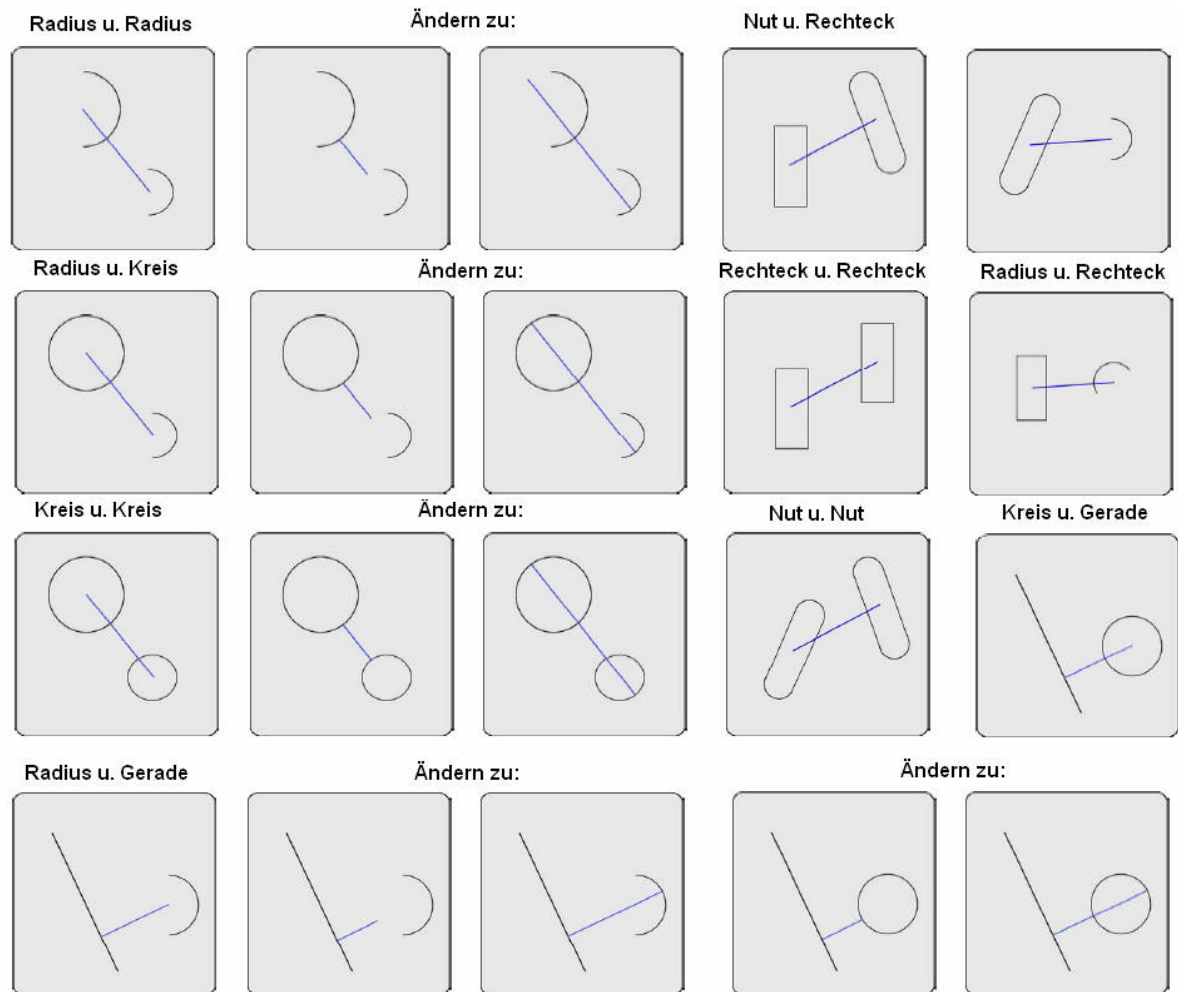 Radius u. Radius
Ändern zu:
Nut u. Rechteck
Radius u. Kreis
Ändern zu:
Rechteck u. Rechteck
Radius u. Rechteck
Kreis u. Kreis
Ändern zu:
Nut u. Nut
Kreis u. Gerade
Radius u. Gerade
Ändern zu:
Ändern zu: